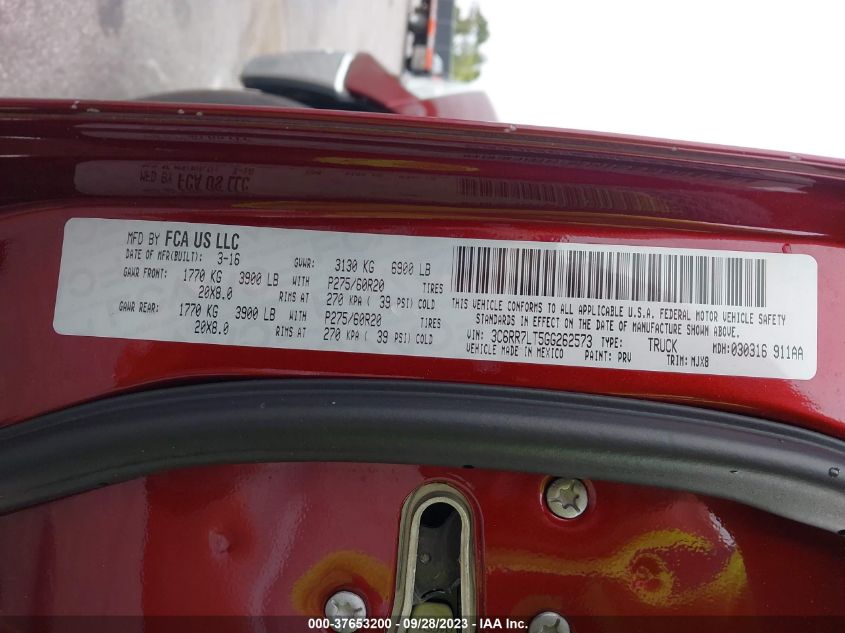 MFD BY FCA US LLC
DATE OF MFR(BUILT): 3-16 GVWR: 3130 KG 6900 LB
GAWR FRONT: 1770 KG 3900 LB WITH P275/60R20 TIRES
20X8.0 RIMS AT 270 KPA ( 39 PSI) COLD
GAWR REAR: 1770 KG 3900 LB WITH P275/60R20 TIRES
20X8.0 RIMS AT 270 KPA ( 39 PSI) COLD
THIS VEHICLE CONFORMS TO ALL APPLICABLE U.S.A. FEDERAL MOTOR VEHICLE SAFETY
STANDARDS IN EFFECT ON THE DATE OF MANUFACTURE SHOWN ABOVE.
VIN: 3C6RR7LT5GG262573 TYPE: TRUCK MDH:030316 911AA
VEHICLE MADE IN MEXICO PAINT: PRV TRIM: MJX8
000-37653200 / 09/28/2023 / IAA Inc.